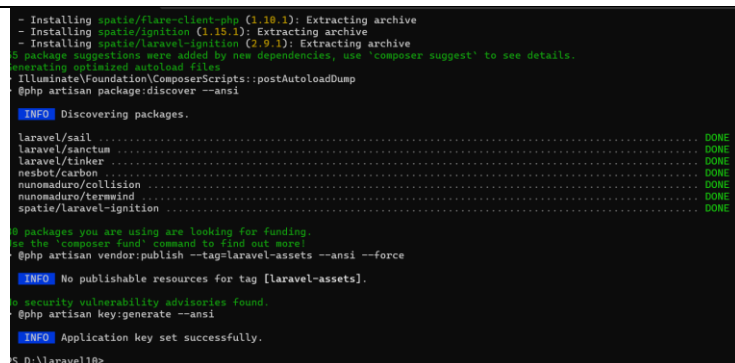 - Installing spatie/flare-client-php (1.10.1): Extracting archive
- Installing spatie/ignition (1.15.1): Extracting archive
- Installing spatie/laravel-ignition (2.9.1): Extracting archive
5 package suggestions were added by new dependencies, use `composer suggest` to see details.
Generating optimized autoload files
> Illuminate\Foundation\ComposerScripts::postAutoloadDump
> @php artisan package:discover --ansi
INFO Discovering packages.
laravel/sail ........ DONE
laravel/sanctum ........ DONE
laravel/tinker ........ DONE
nesbot/carbon ........ DONE
nunomaduro/collision ........ DONE
nunomaduro/termwind ........ DONE
spatie/laravel-ignition ........ DONE
0 packages you are using are looking for funding.
Use the `composer fund` command to find out more!
> @php artisan vendor:publish --tag=laravel-assets --ansi --force
INFO No publishable resources for tag [laravel-assets].
No security vulnerability advisories found.
> @php artisan key:generate --ansi
INFO Application key set successfully.
PS D:\laravel10>